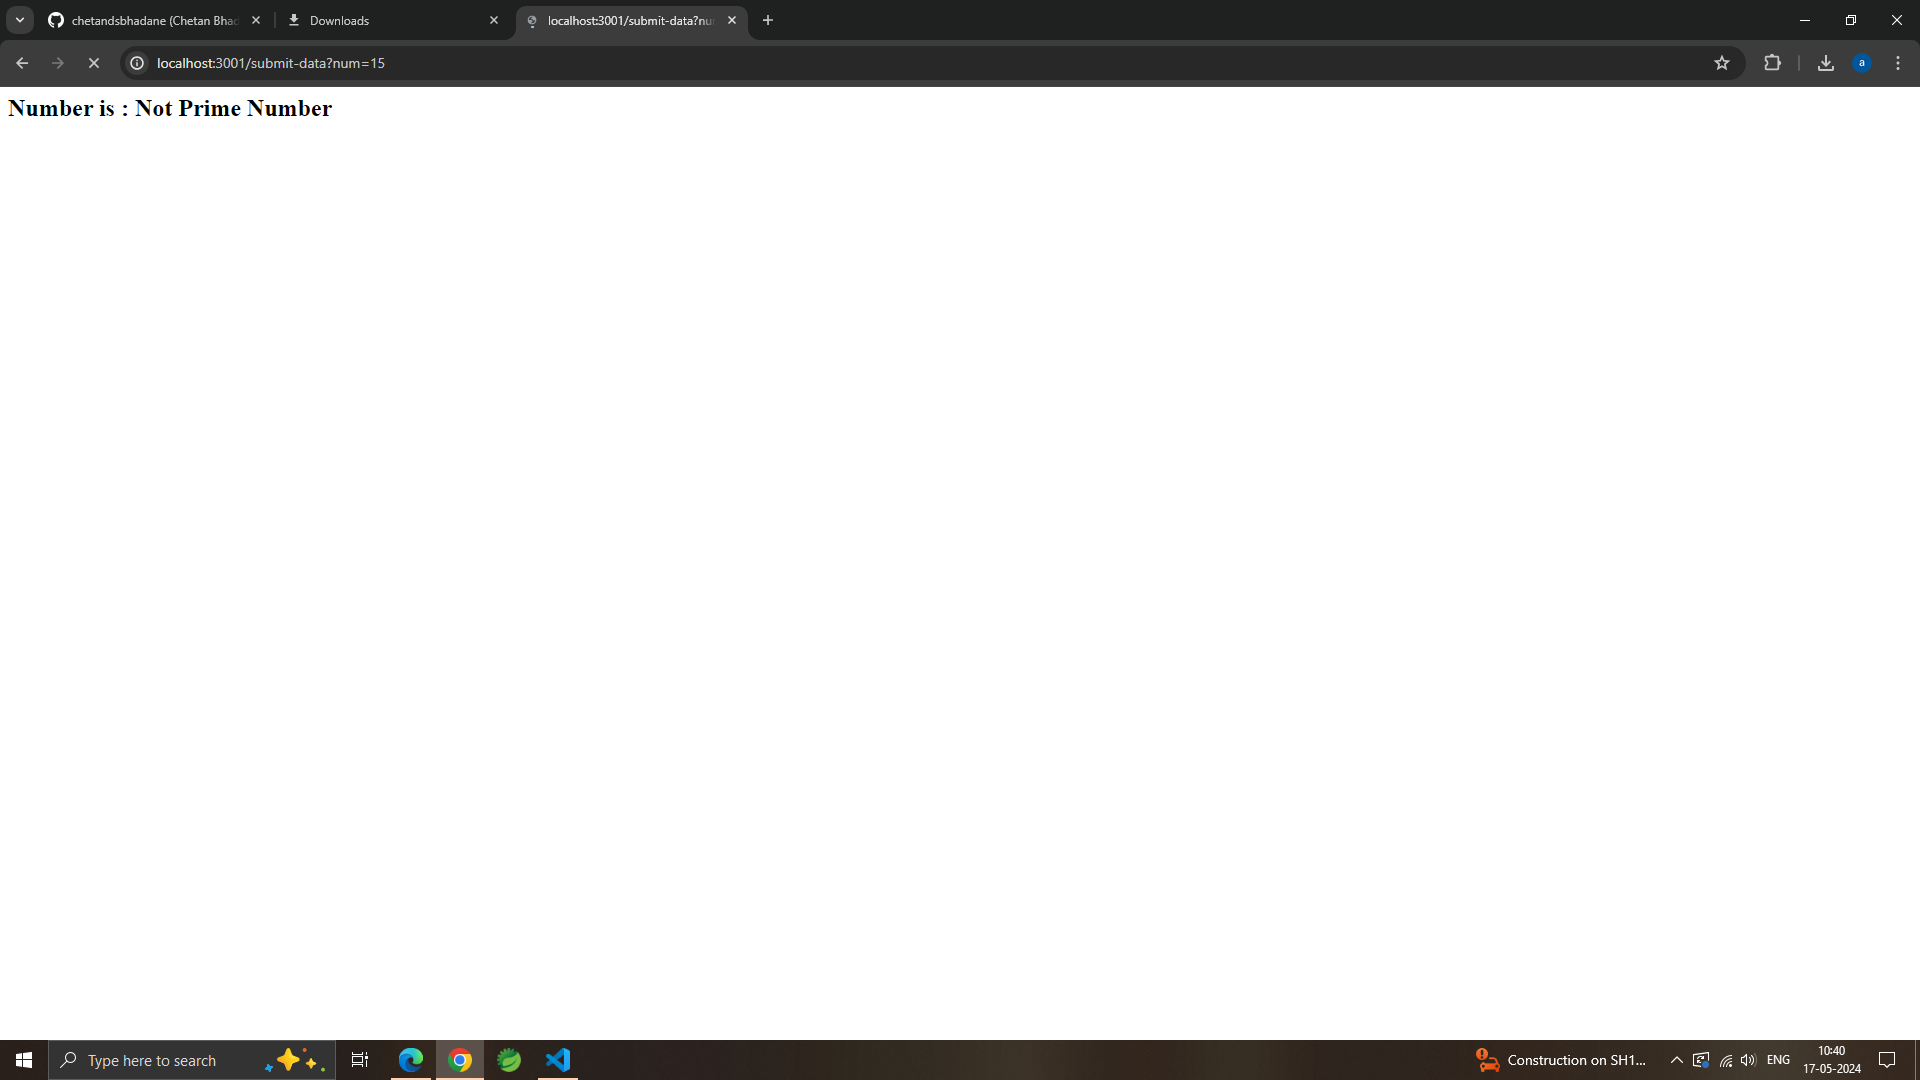 chetandsbhadane (Chetan Bhad
Downloads
localhost:3001/submit-data?nu
localhost:3001/submit-data?num=15
a
Number is : Not Prime Number
Type here to search
Construction on SH1...
ENG
10:40
17-05-2024